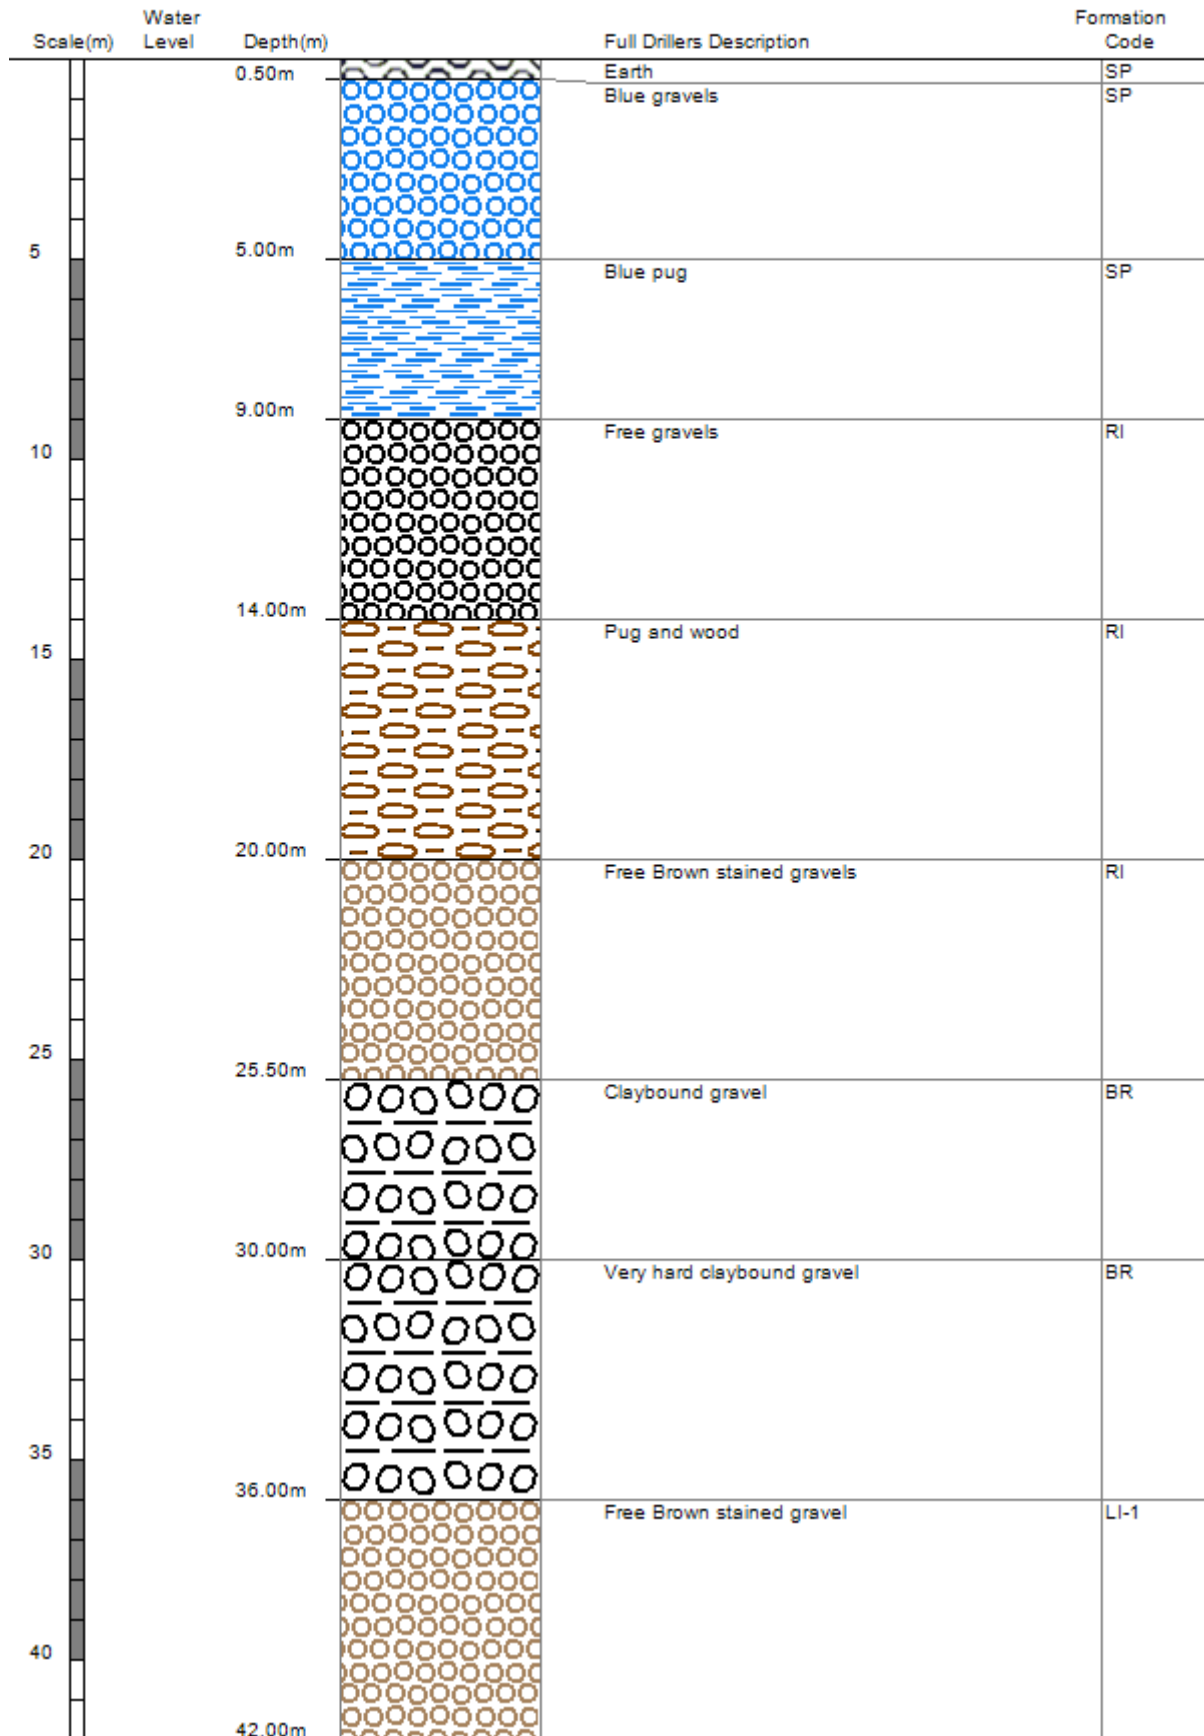 Water Formation
Scale(m) Level Depth(m) Full Drillers Description Code
Earth SP
0.50m
Blue gravels SP
5 5.00m
Blue pug SP
9.00m
Free gravels RI
10
14.00m
Pug and wood RI
15
20 20.00m
Free Brown stained gravels RI
25
25.50m
Claybound gravel BR
30 30.00m
Very hard claybound gravel BR
35
36.00m
Free Brown stained gravel LI-1
40
42.00m